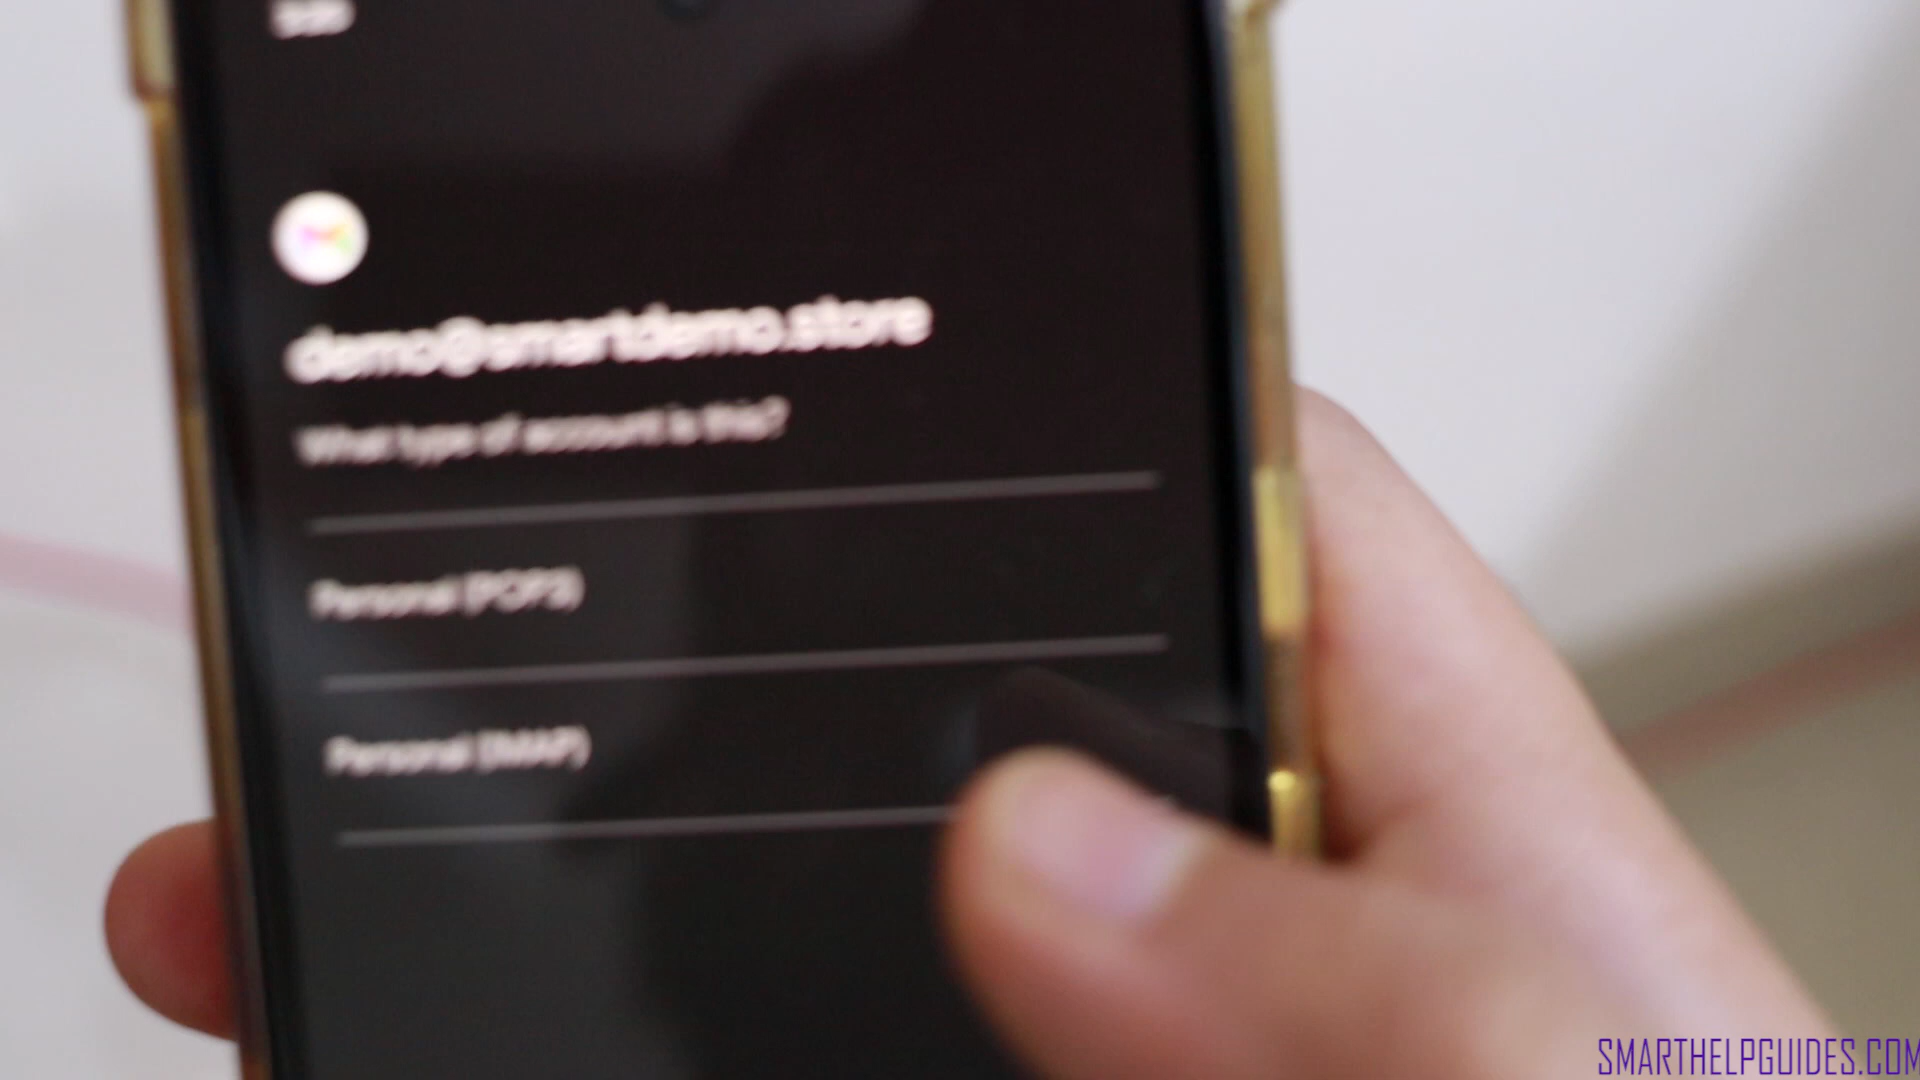 demo@smartdemo.store
What type of account is this?
Personal (POP3)
Personal (IMAP)
SMARTHELPGUIDES.COM